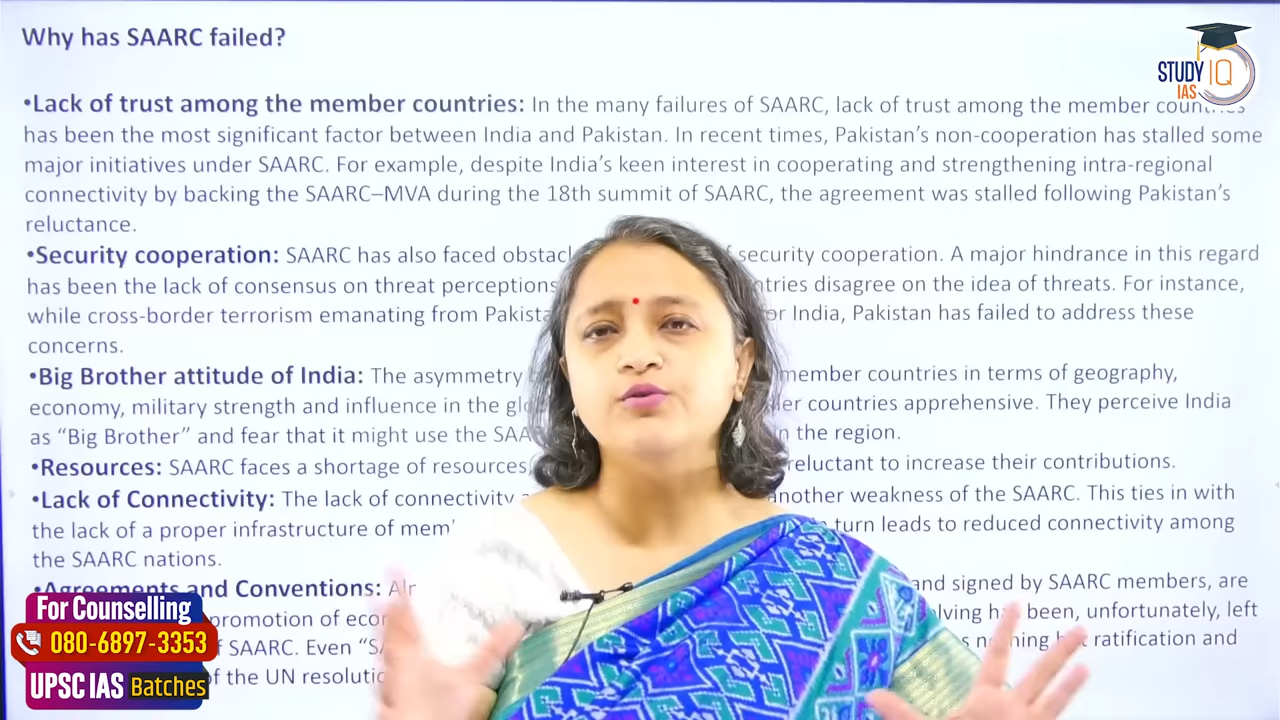 Why has SAARC failed?
STUDY IQ
IAS
•Lack of trust among the member countries: In the many failures of SAARC, lack of trust among the member countries
has been the most significant factor between India and Pakistan. In recent times, Pakistan's non-cooperation has stalled some
major initiatives under SAARC. For example, despite India's keen interest in cooperating and strengthening intra-regional
connectivity by backing the SAARC–MVA during the 18th summit of SAARC, the agreement was stalled following Pakistan's
reluctance.
•Security cooperation: SAARC has also faced security cooperation. A major hindrance in this regard
has been the lack of consensus on threat perceptions disagree on the idea of threats. For instance,
while cross-border terrorism emanating from India, Pakistan has failed to address these
concerns.
•Big Brother attitude of India: The asymmetry member countries in terms of geography,
economy, military strength and influence in the countries apprehensive. They perceive India
as "Big Brother" and fear that it might use the the region.
•Resources: SAARC faces a shortage of resources, reluctant to increase their contributions.
•Lack of Connectivity: The lack of connectivity another weakness of the SAARC. This ties in with
the lack of a proper infrastructure of turn leads to reduced connectivity among
the SAARC nations.
•Agreements and Conventions: and signed by SAARC members, are
promotion of been, unfortunately, left
SAARC. Even ratification and
of the UN
For Counselling
080-6897-3353
UPSC IAS Batches